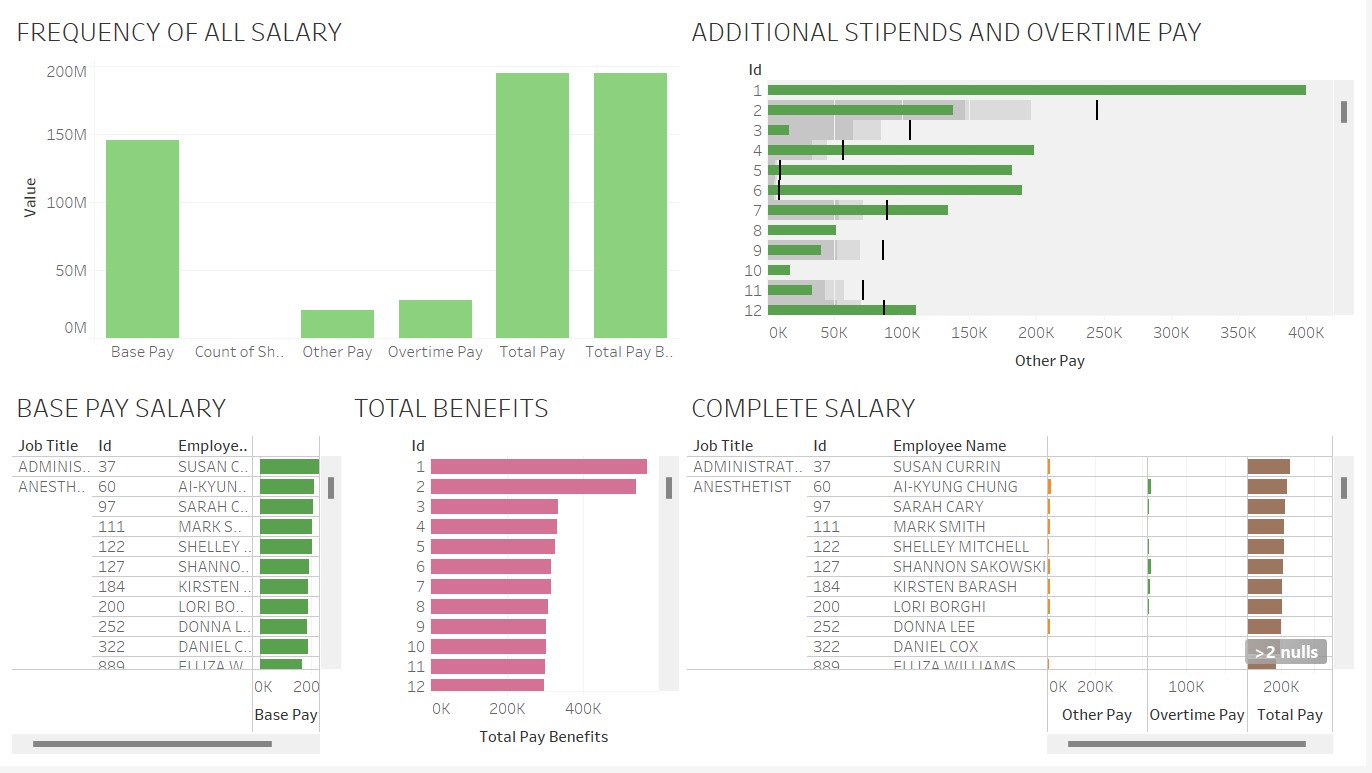 FREQUENCY OF ALL SALARY
200M
150M
100M
50M
0M
Value
Base Pay Count of Sh.. Other Pay Overtime Pay Total Pay Total Pay B..
ADDITIONAL STIPENDS AND OVERTIME PAY
Id
1
2
3
4
5
6
7
8
9
10
11
12
0K 50K 100K 150K 200K 250K 300K 350K 400K
Other Pay
BASE PAY SALARY
Job Title Id Employe..
ADMINIS.. 37 SUSAN C..
ANESTH.. 60 AI-KYUN..
97 SARAH C..
111 MARK S..
122 SHELLEY ..
127 SHANNO..
184 KIRSTEN ..
200 LORI BO..
252 DONNA L..
322 DANIEL C..
889 ELLIZA W
0K 200
Base Pay
TOTAL BENEFITS
Id
1
2
3
4
5
6
7
8
9
10
11
12
0K 200K 400K
Total Pay Benefits
COMPLETE SALARY
Job Title Id Employee Name
ADMINISTRAT.. 37 SUSAN CURRIN
ANESTHETIST 60 AI-KYUNG CHUNG
97 SARAH CARY
111 MARK SMITH
122 SHELLEY MITCHELL
127 SHANNON SAKOWSKI
184 KIRSTEN BARASH
200 LORI BORGHI
252 DONNA LEE
322 DANIEL COX
>2 nulls
889 ELLIZA WILLIAMS
0K 200K 100K 200K
Other Pay Overtime Pay Total Pay